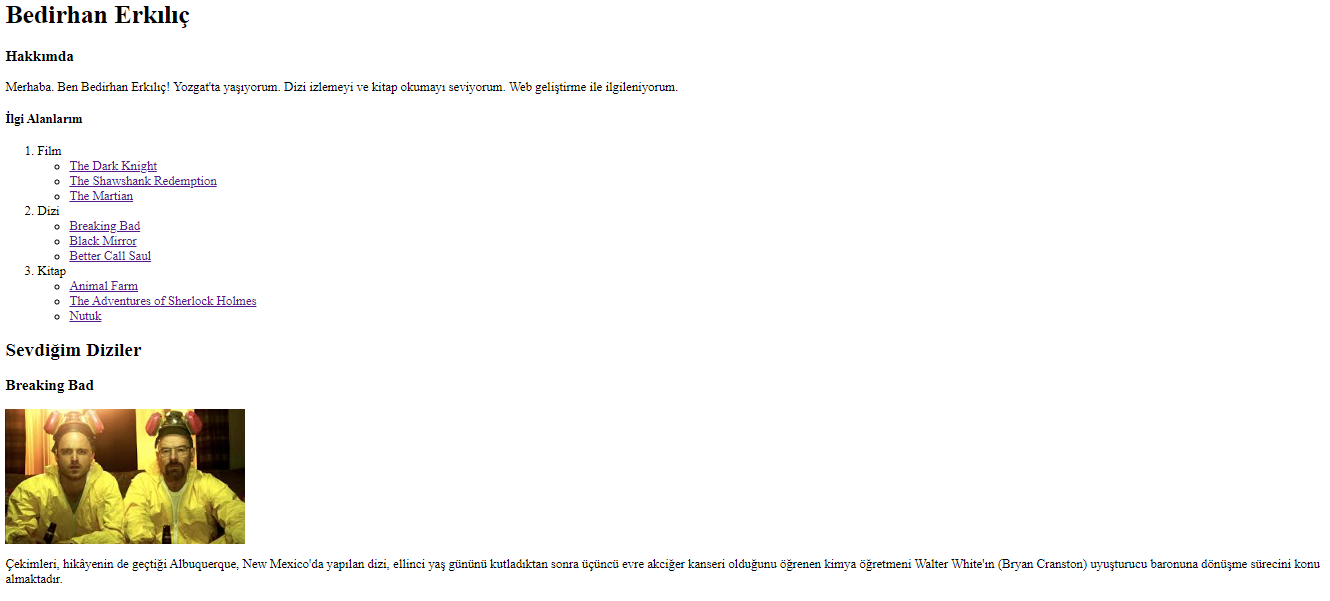 Bedirhan Erkılıç
Hakkımda
Merhaba. Ben Bedirhan Erkılıç! Yozgat'ta yaşıyorum. Dizi izlemeyi ve kitap okumayı seviyorum. Web geliştirme ile ilgileniyorum.
İlgi Alanlarım
1. Film
The Dark Knight
The Shawshank Redemption
The Martian
2. Dizi
Breaking Bad
Black Mirror
Better Call Saul
3. Kitap
Animal Farm
The Adventures of Sherlock Holmes
Nutuk
Sevdiğim Diziler
Breaking Bad
Çekimleri, hikâyenin de geçtiği Albuquerque, New Mexico'da yapılan dizi, ellinci yaş gününü kutladıktan sonra üçüncü evre akciğer kanseri olduğunu öğrenen kimya öğretmeni Walter White'ın (Bryan Cranston) uyuşturucu baronuna dönüşme sürecini konu
almaktadır.